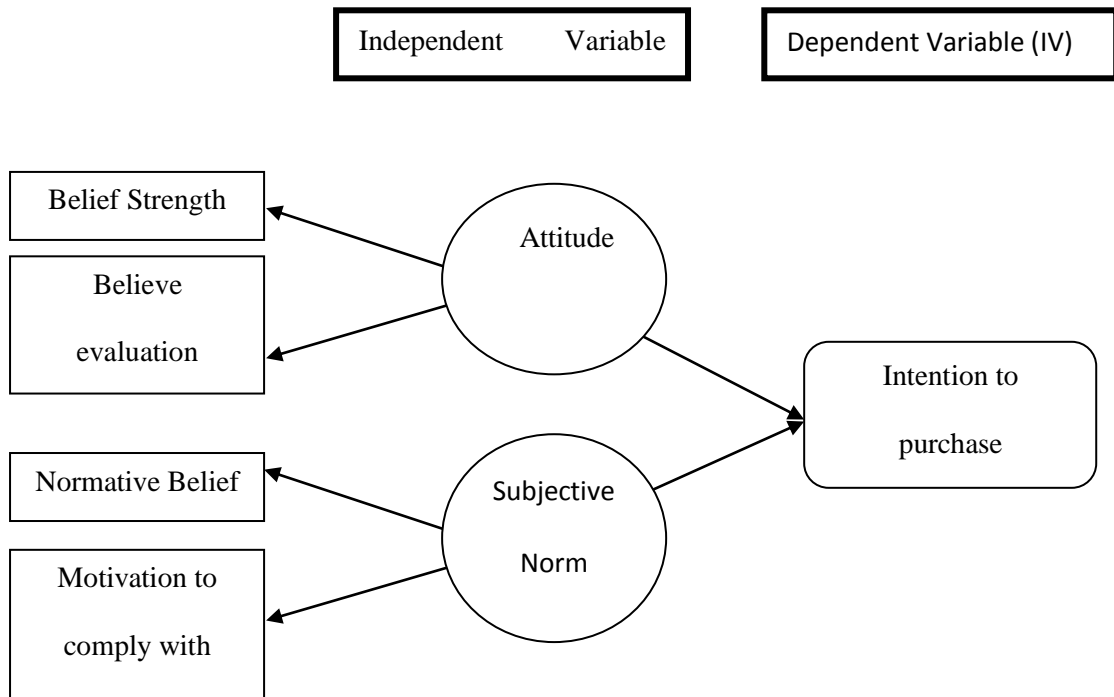 Independent Variable
Dependent Variable (IV)
Belief Strength
Believe
evaluation
Attitude
Intention to
purchase
Normative Belief
Subjective
Norm
Motivation to
comply with